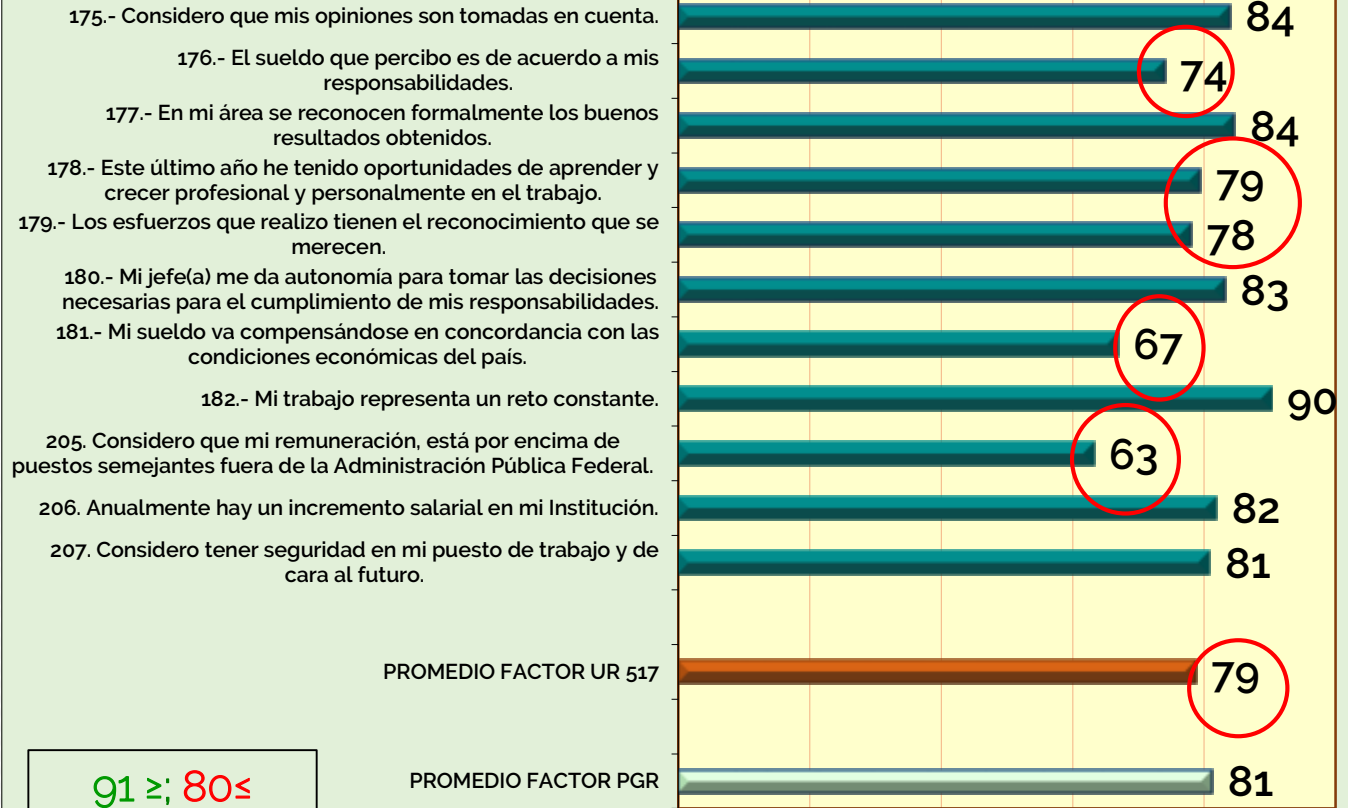 175.- Considero que mis opiniones son tomadas en cuenta.
84
176.- El sueldo que percibo es de acuerdo a mis
responsabilidades.
74
177.- En mi área se reconocen formalmente los buenos
resultados obtenidos.
84
178.- Este último año he tenido oportunidades de aprender y
crecer profesional y personalmente en el trabajo.
79
179.- Los esfuerzos que realizo tienen el reconocimiento que se
merecen.
78
180.- Mi jefe(a) me da autonomía para tomar las decisiones
necesarias para el cumplimiento de mis responsabilidades.
83
181.- Mi sueldo va compensándose en concordancia con las
condiciones económicas del país.
67
182.- Mi trabajo representa un reto constante.
90
205. Considero que mi remuneración, está por encima de
puestos semejantes fuera de la Administración Pública Federal.
63
206. Anualmente hay un incremento salarial en mi Institución.
82
207. Considero tener seguridad en mi puesto de trabajo y de
cara al futuro.
81
PROMEDIO FACTOR UR 517
79
PROMEDIO FACTOR PGR
81
91 ≥; 80≤